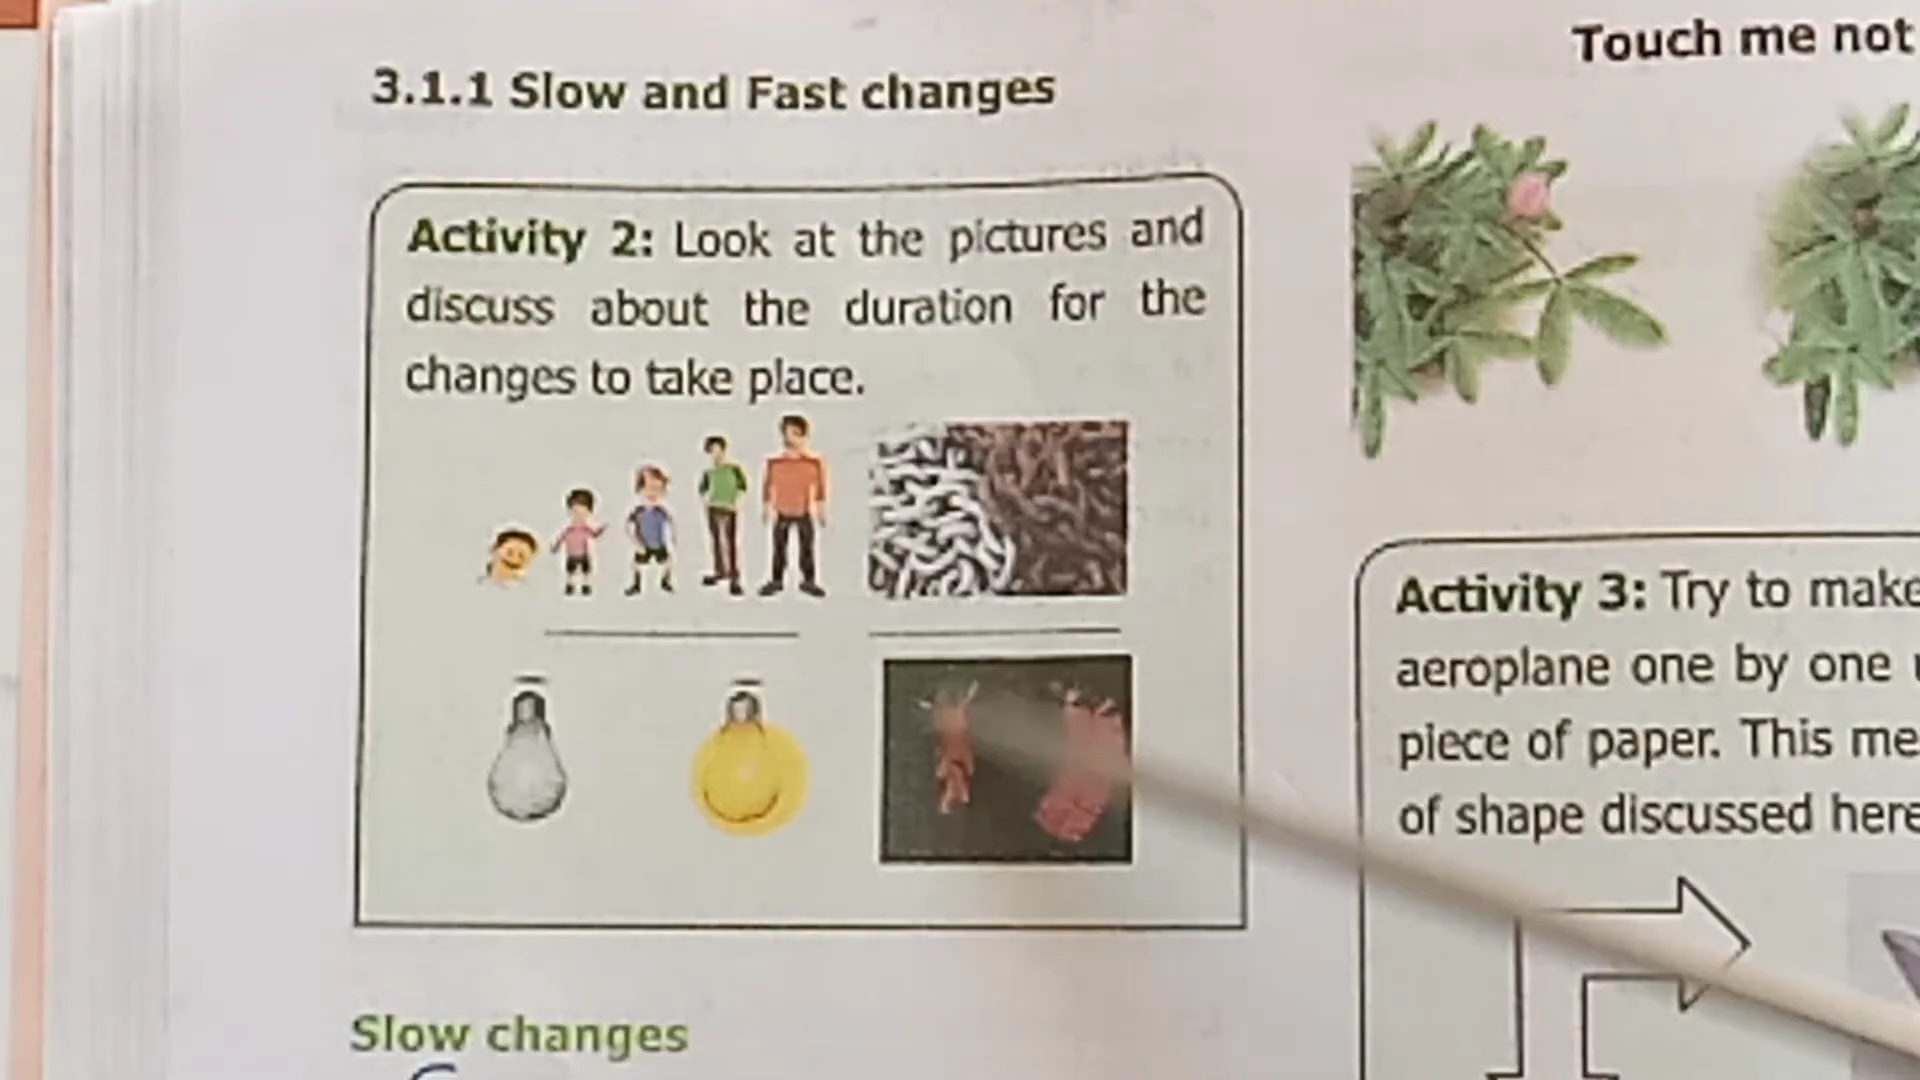 3.1.1 Slow and Fast changes
Activity 2: Look at the pictures and
discuss about the duration for the
changes to take place.
Slow changes
Touch me not
Activity 3: Try to make
aeroplane one by one
piece of paper. This me
of shape discussed here